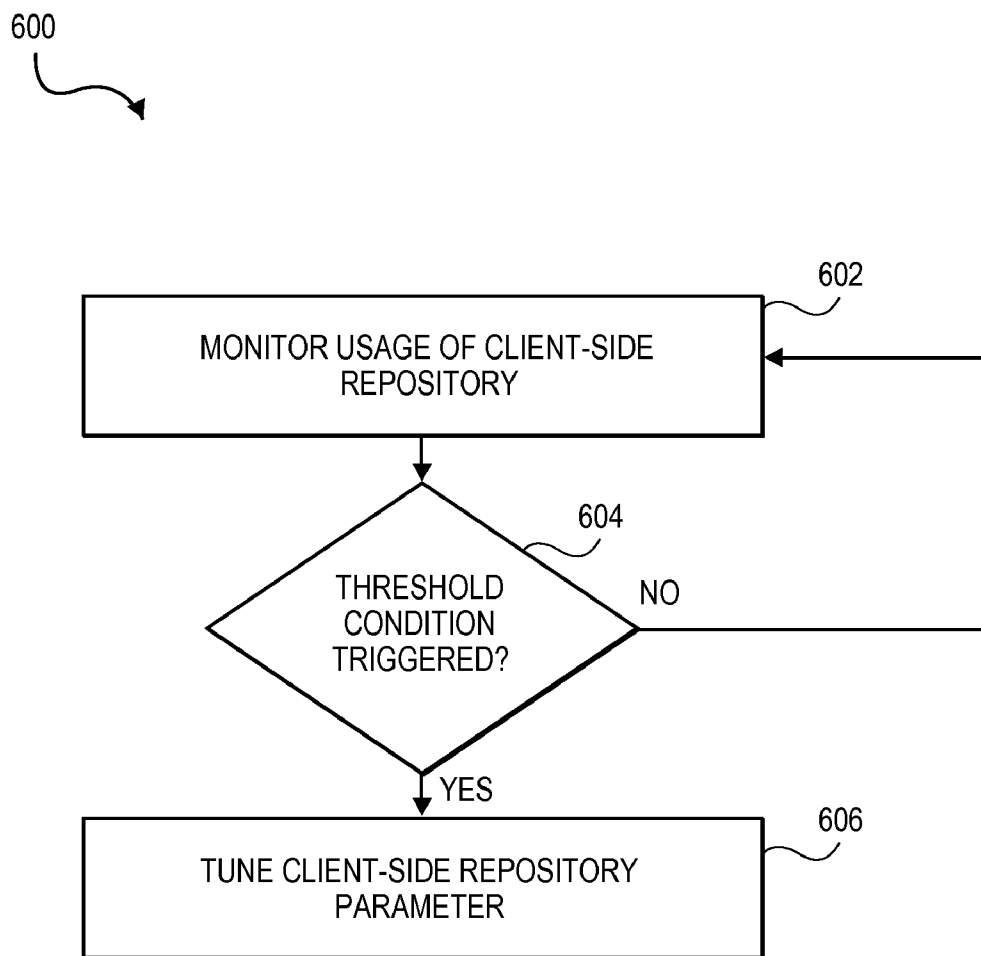 600
602
MONITOR USAGE OF CLIENT-SIDE
REPOSITORY
604
THRESHOLD
CONDITION
TRIGGERED?
NO
YES
606
TUNE CLIENT-SIDE REPOSITORY
PARAMETER